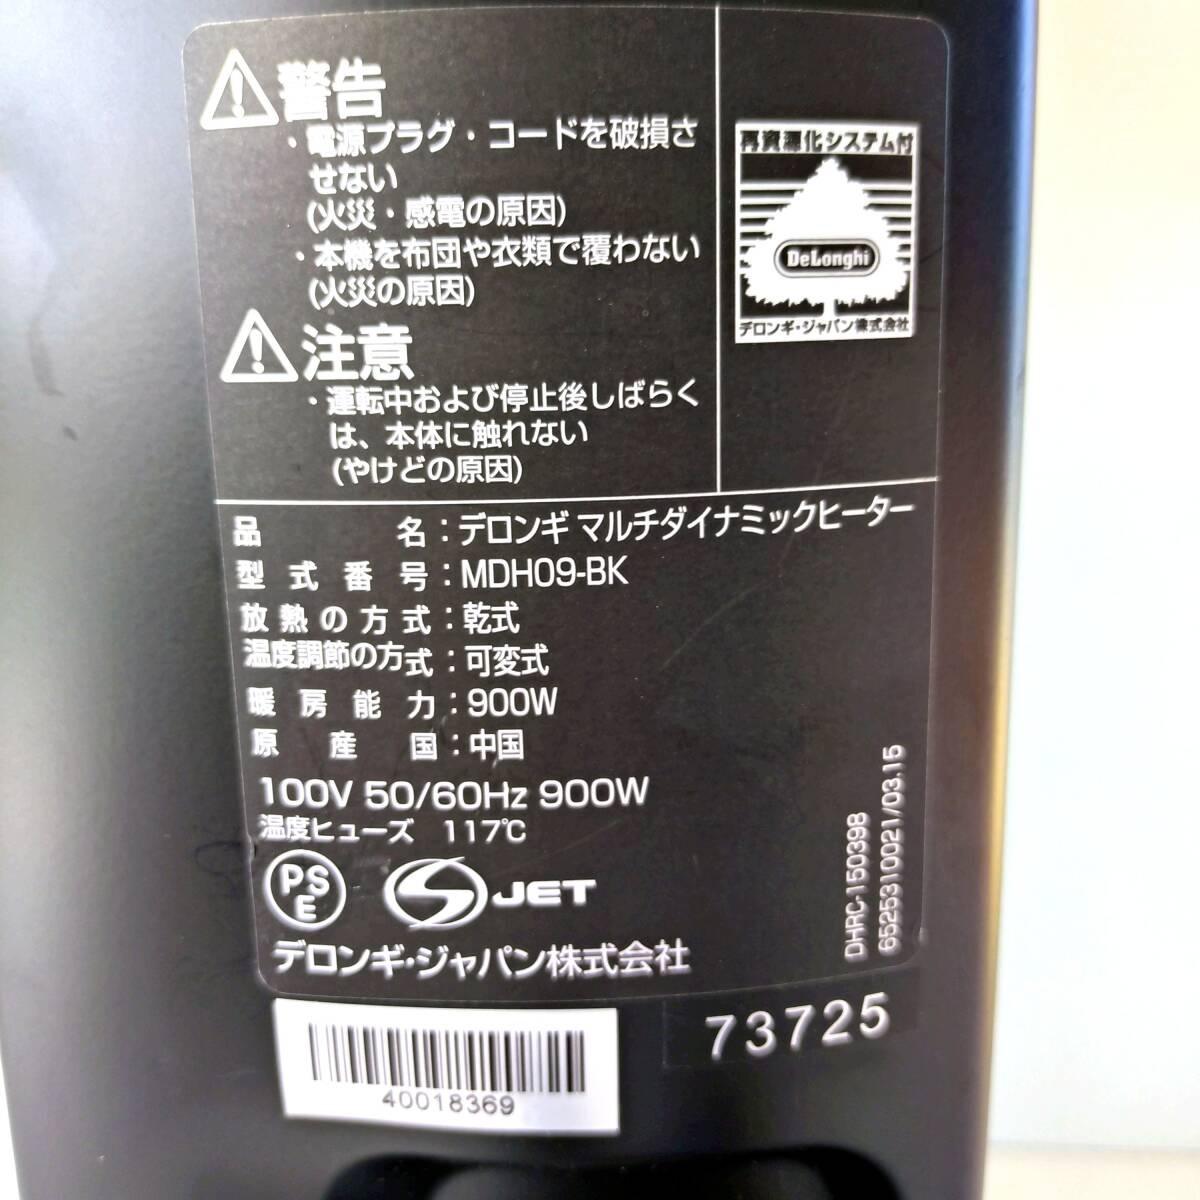 警告
・電源プラグ・コードを破損さ
せない
(火災・感電の原因)
・本機を布団や衣類で覆わない
(火災の原因)
注意
・運転中および停止後しばらく
は、本体に触れない
(やけどの原因)
再資源化システム付
DeLonghi
デロンギ・ジャパン株式会社
品名：デロンギ マルチダイナミックヒーター
型式番号：MDH09-BK
放熱の方式：乾式
温度調節の方式：可変式
暖房能力：900W
原産国：中国
100V 50/60Hz 900W
温度ヒューズ 117℃
PSE
S JET
デロンギ・ジャパン株式会社
DHRC-150398
6525310021/03.15
40018369
73725